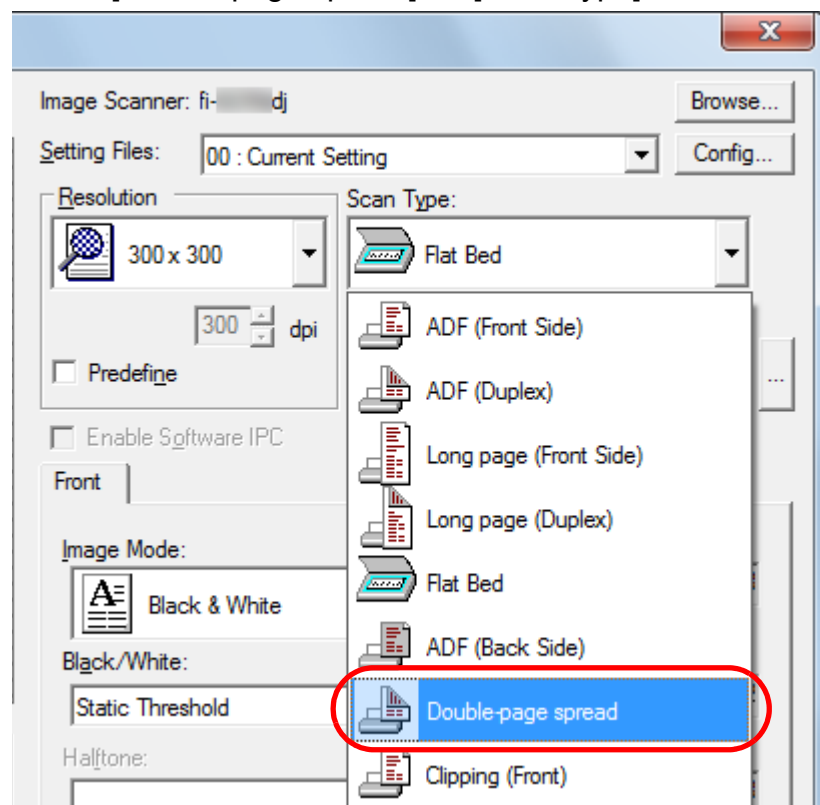 X
Image Scanner: fi- dj
Browse...
Setting Files:
00 : Current Setting
Config...
Resolution
Scan Type:
300 x 300
Flat Bed
300 dpi
ADF (Front Side)
Predefine
...
ADF (Duplex)
Enable Software IPC
Long page (Front Side)
Front
Long page (Duplex)
Image Mode:
Flat Bed
Black & White
ADF (Back Side)
Black/White:
Static Threshold
Double-page spread
Halftone:
Clipping (Front)